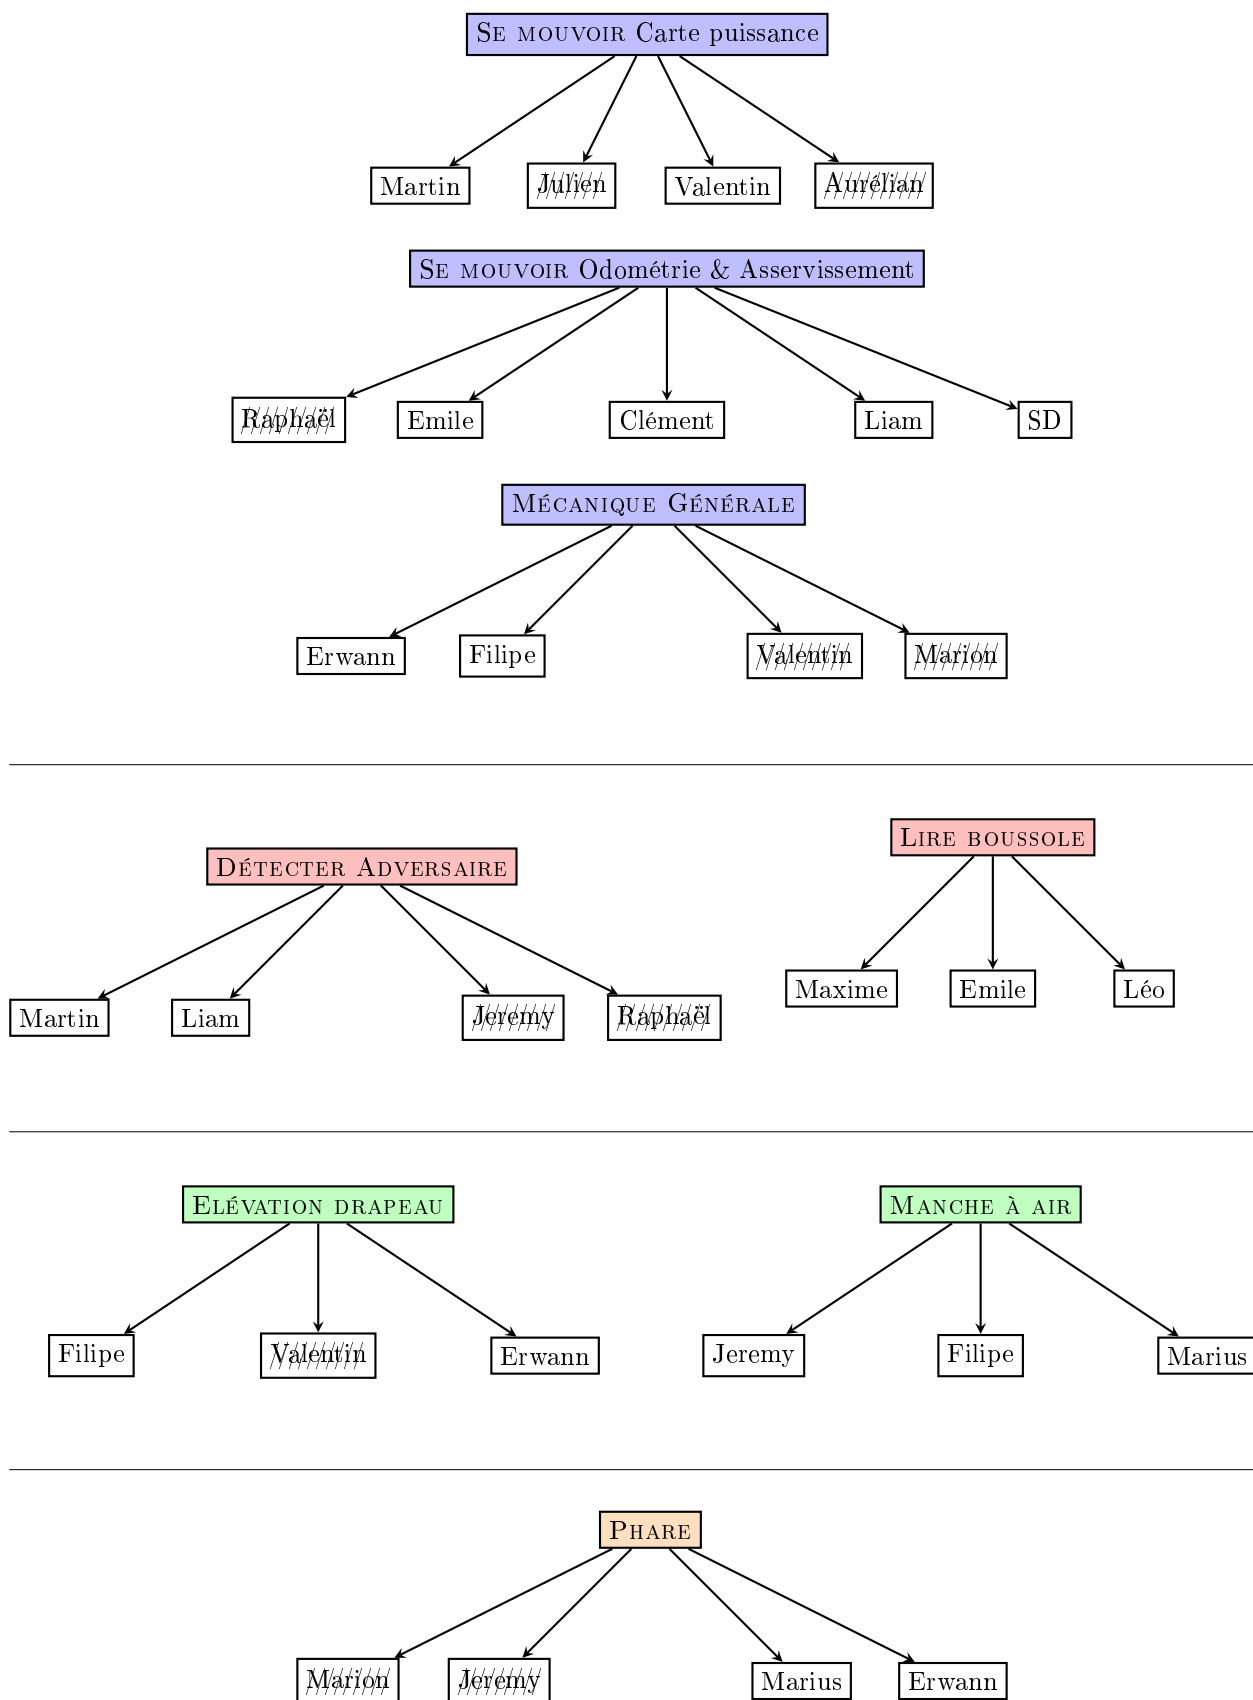 Se mouvoir Carte puissance
Martin Julien Valentin Aurélian
Se mouvoir Odométrie & Asservissement
Raphaël Emile Clément Liam SD
Mécanique Générale
Erwann Filipe Valentin Marion
Lire boussole
Détecter Adversaire
Maxime Emile Léo
Martin Liam Jeremy Raphaël
Elévation drapeau Manche à air
Filipe Valentin Erwann Jeremy Filipe Marius
Phare
Marion Jeremy Marius Erwann